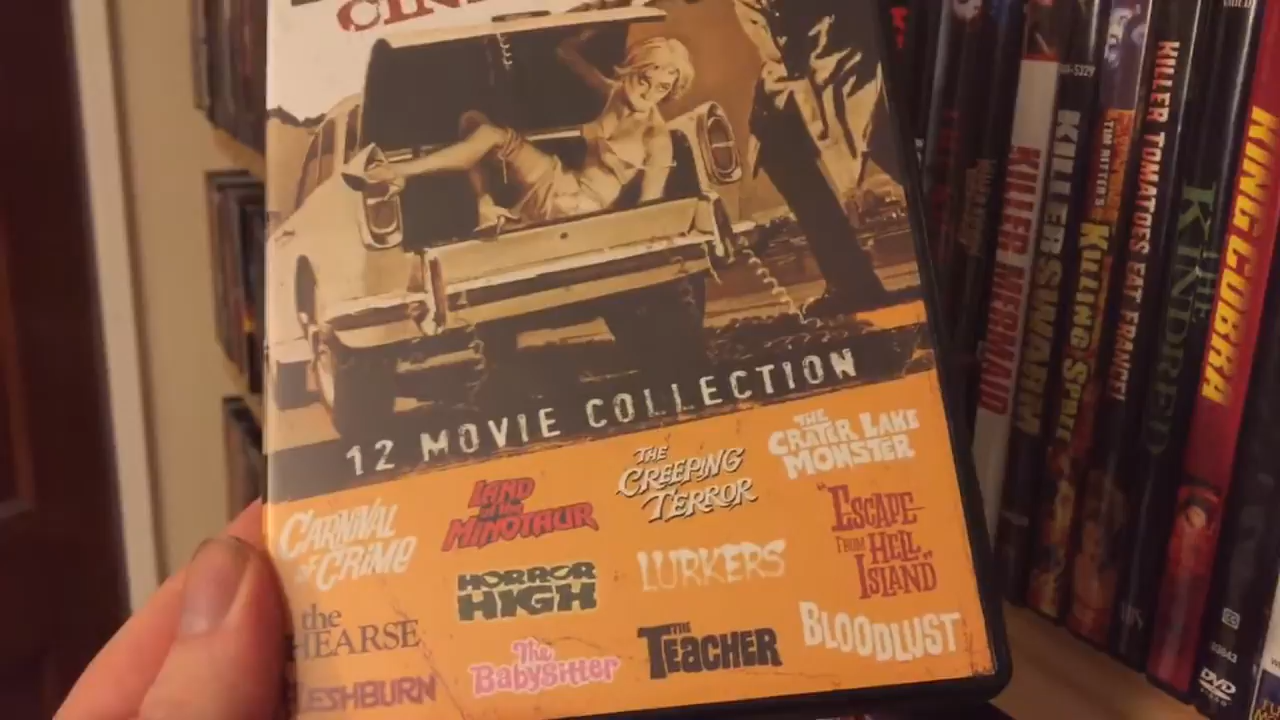 CIN
12 MOVIE COLLECTION
CARNIVAL
OF CRIME
LAND
of the
MINOTAUR
THE
CREEPING
TERROR
THE
CRATER LAKE
MONSTER
the
HEARSE
HORROR
HIGH
LURKERS
"ESCAPE
FROM HELL
ISLAND"
ESHBURN
The
Babysitter
THE
TEACHER
BLOODLUST
KILLER MERMAID
KILLER SWARM
KILLING SPREE
KILLER TOMATOES EAT FRANCE!
THE
KINDRED
KING COBRA
DVD